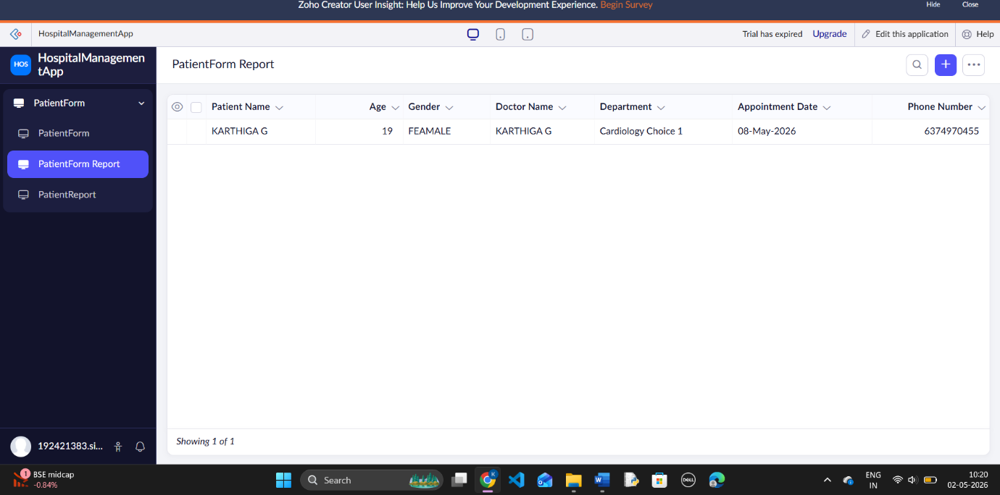 Zoho Creator User Insight: Help Us Improve Your Development Experience. Begin Survey Hide Close
HospitalManagementApp Trial has expired Upgrade Edit this application Help
HOS HospitalManagemen
tApp
PatientForm
PatientForm
PatientForm Report
PatientReport
PatientForm Report
Patient Name Age Gender Doctor Name Department Appointment Date Phone Number
KARTHIGA G 19 FEAMALE KARTHIGA G Cardiology Choice 1 08-May-2026 6374970455
Showing 1 of 1
192421383.si...
1 BSE midcap
-0.84%
Search
K
DELL
ENG
IN
10:20
02-05-2026